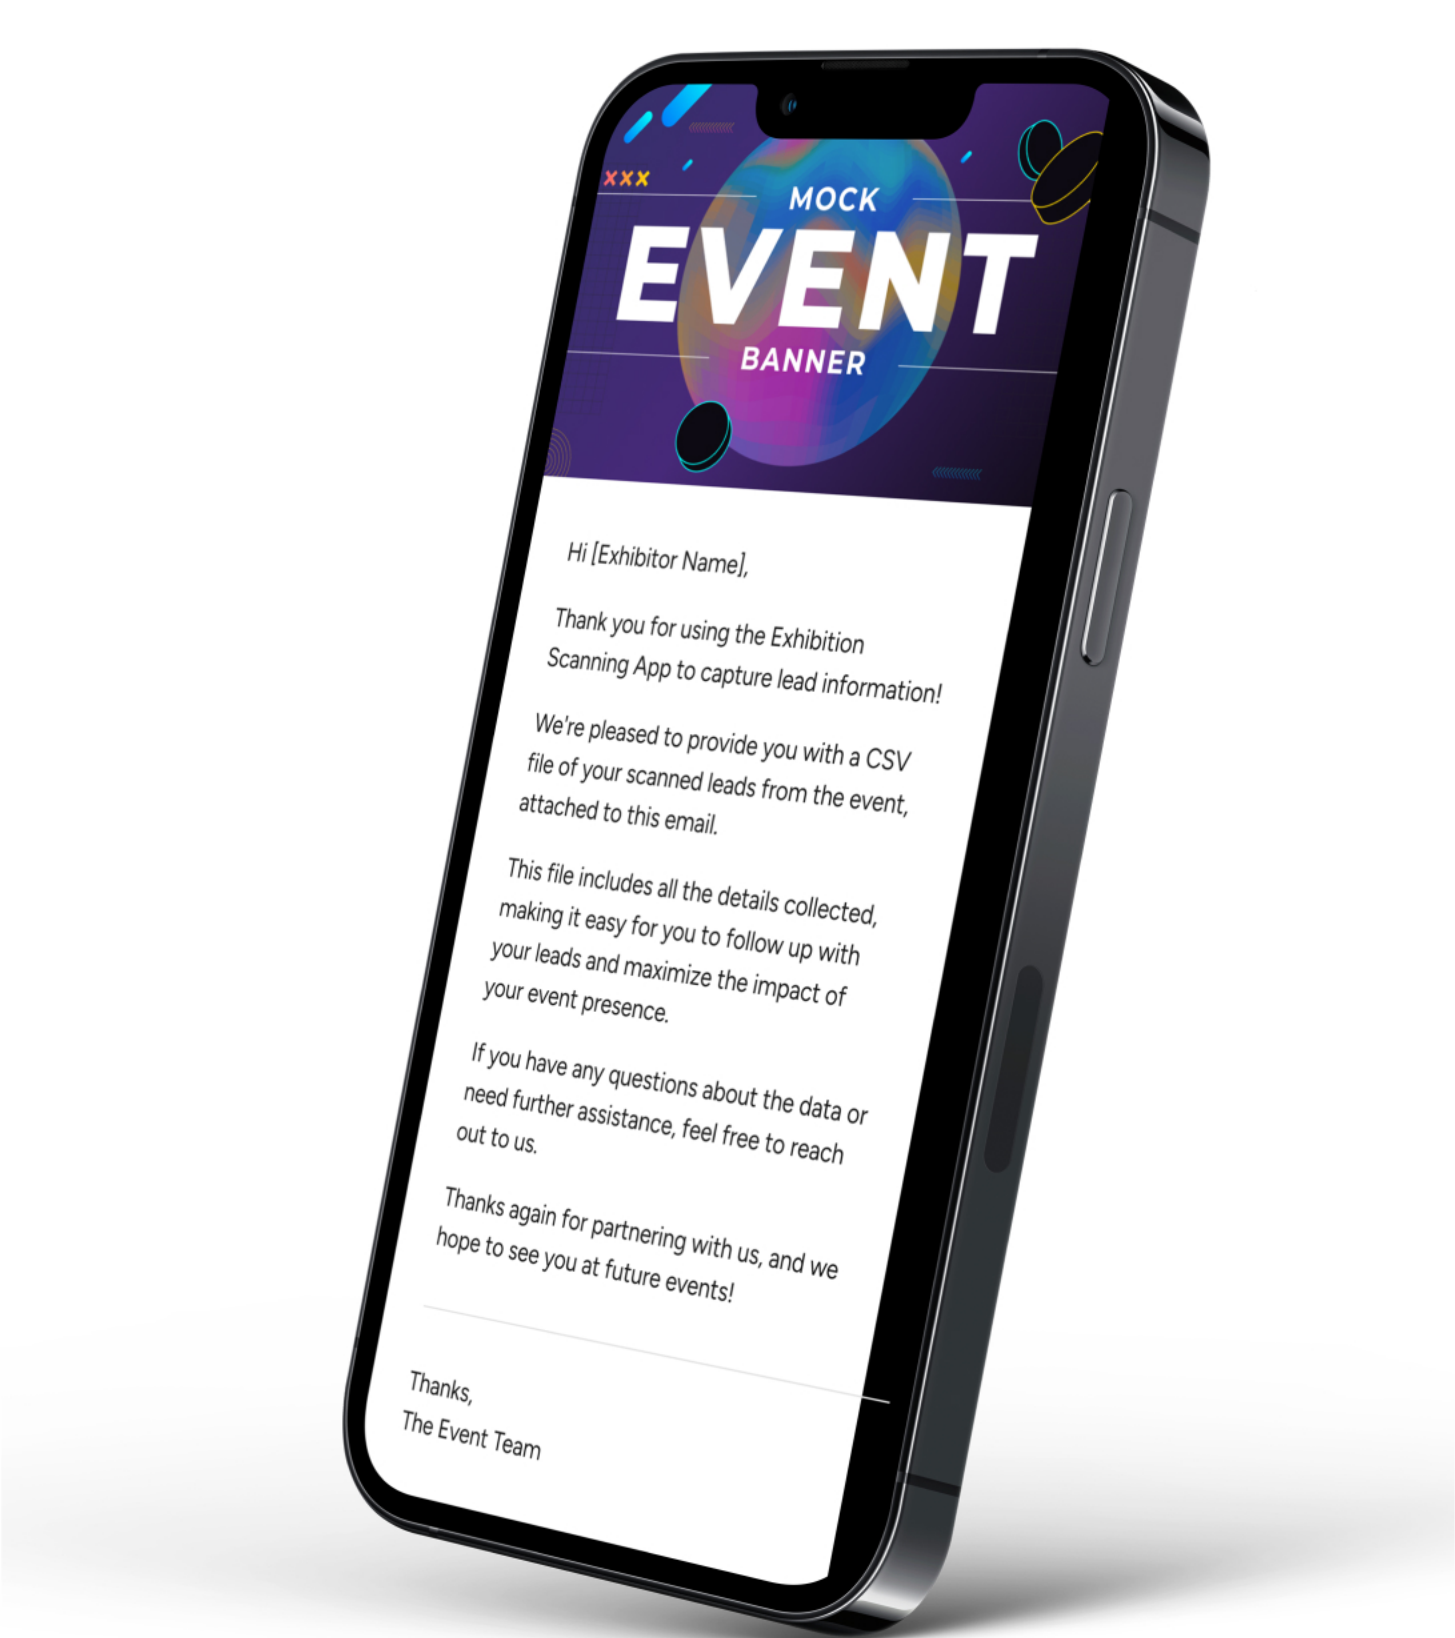 MOCK
EVENT
BANNER
Hi [Exhibitor Name],
Thank you for using the Exhibition
Scanning App to capture lead information!
We're pleased to provide you with a CSV
file of your scanned leads from the event,
attached to this email.
This file includes all the details collected,
making it easy for you to follow up with
your leads and maximize the impact of
your event presence.
If you have any questions about the data or
need further assistance, feel free to reach
out to us.
Thanks again for partnering with us, and we
hope to see you at future events!
Thanks,
The Event Team